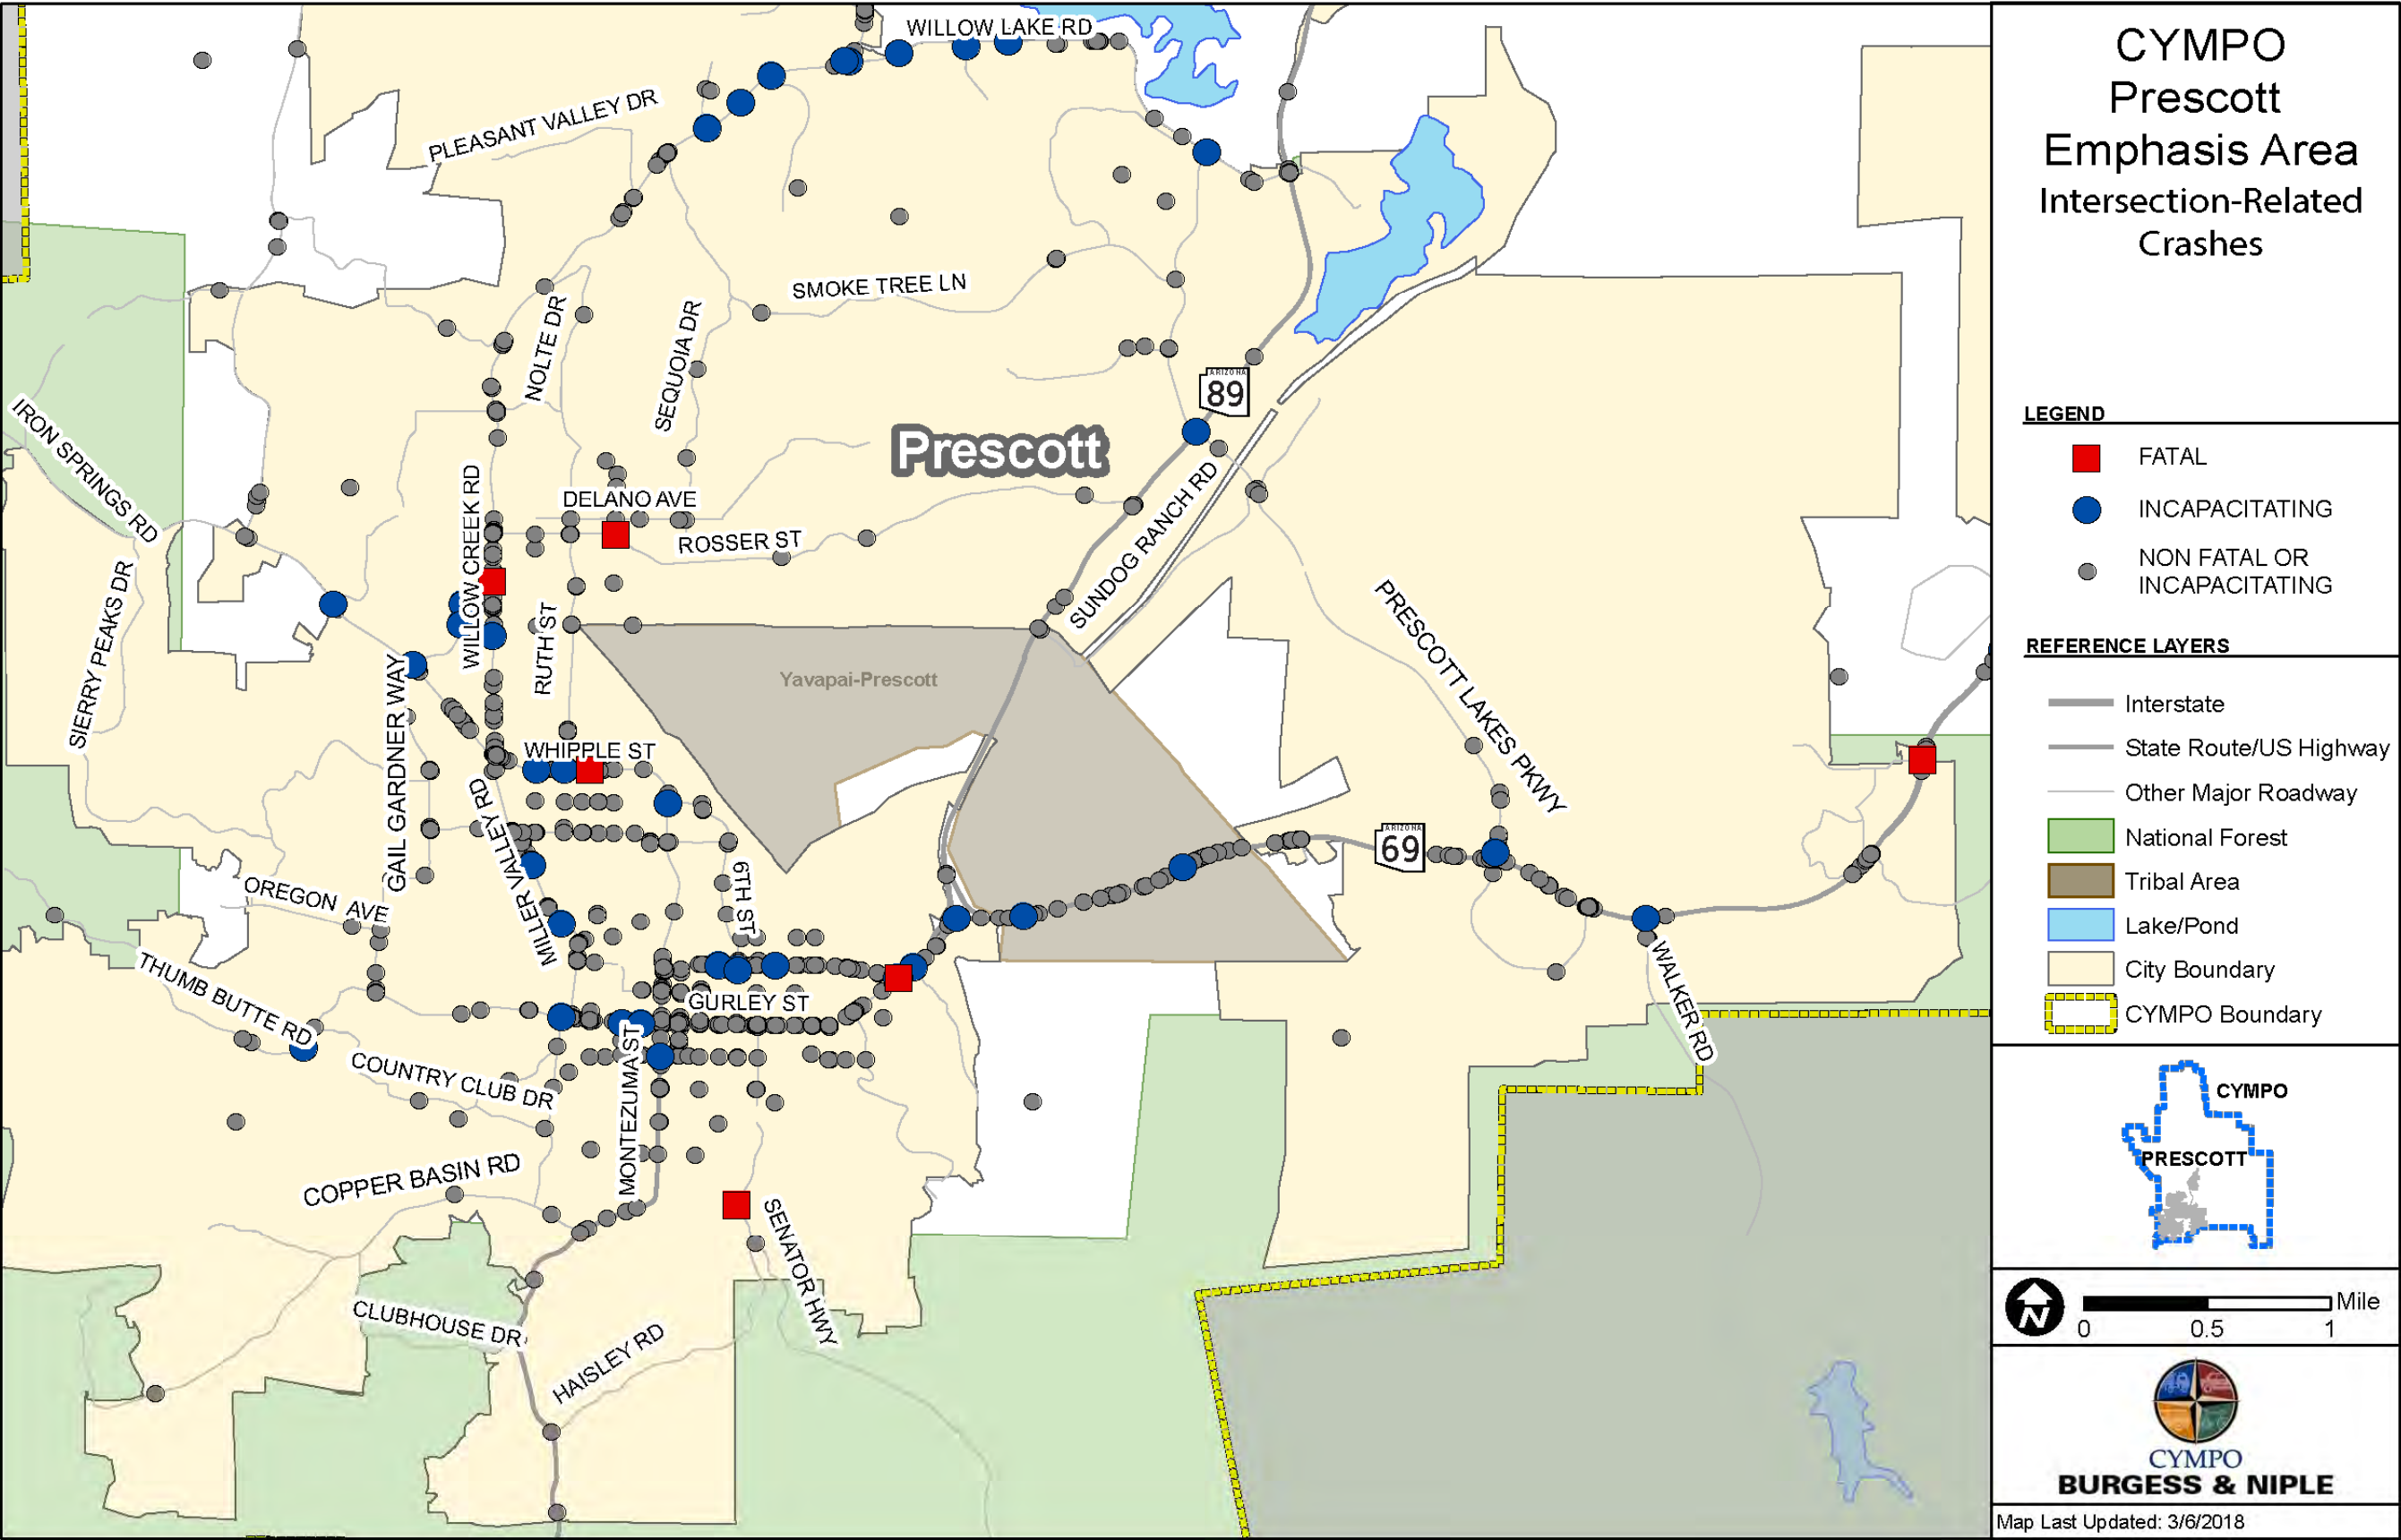 WILLOW LAKE RD
PLEASANT VALLEY DR
SMOKE TREE LN
NOLTE DR
SEQUOIA DR
ARIZONA
89
IRON SPRINGS RD
Prescott
WILLOW CREEK RD
DELANO AVE
ROSSER ST
SUNDOG RANCH RD
SIERRY PEAKS DR
RUTH ST
PRESCOTT LAKES PKWY
GAIL GARDNER WAY
Yavapai-Prescott
WHIPPLE ST
MILLER VALLEY RD
ARIZONA
69
6TH ST
OREGON AVE
THUMB BUTTE RD
GURLEY ST
WALKER RD
COUNTRY CLUB DR
MONTEZUMA ST
COPPER BASIN RD
SENATOR HWY
CLUBHOUSE DR
HAISLEY RD
CYMPO
Prescott
Emphasis Area
Intersection-Related
Crashes
LEGEND
FATAL
INCAPACITATING
NON FATAL OR
INCAPACITATING
REFERENCE LAYERS
Interstate
State Route/US Highway
Other Major Roadway
National Forest
Tribal Area
Lake/Pond
City Boundary
CYMPO Boundary
CYMPO
PRESCOTT
N
Mile
0 0.5 1
CYMPO
BURGESS & NIPLE
Map Last Updated: 3/6/2018